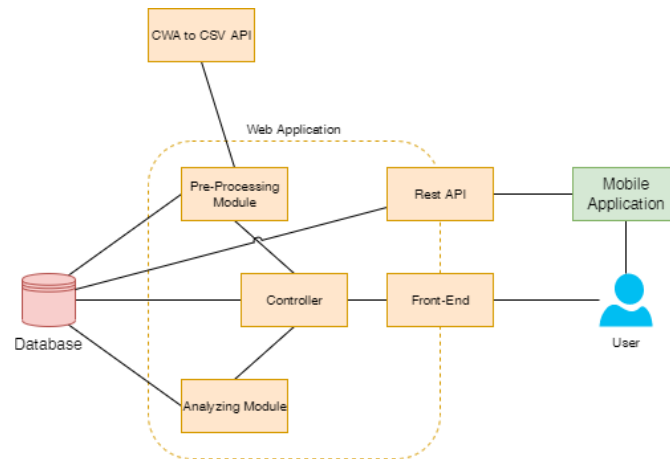 CWA to CSV API
Web Application
Pre-Processing
Module
Rest API
Mobile
Application
Controller
Front-End
Database
User
Analyzing Module